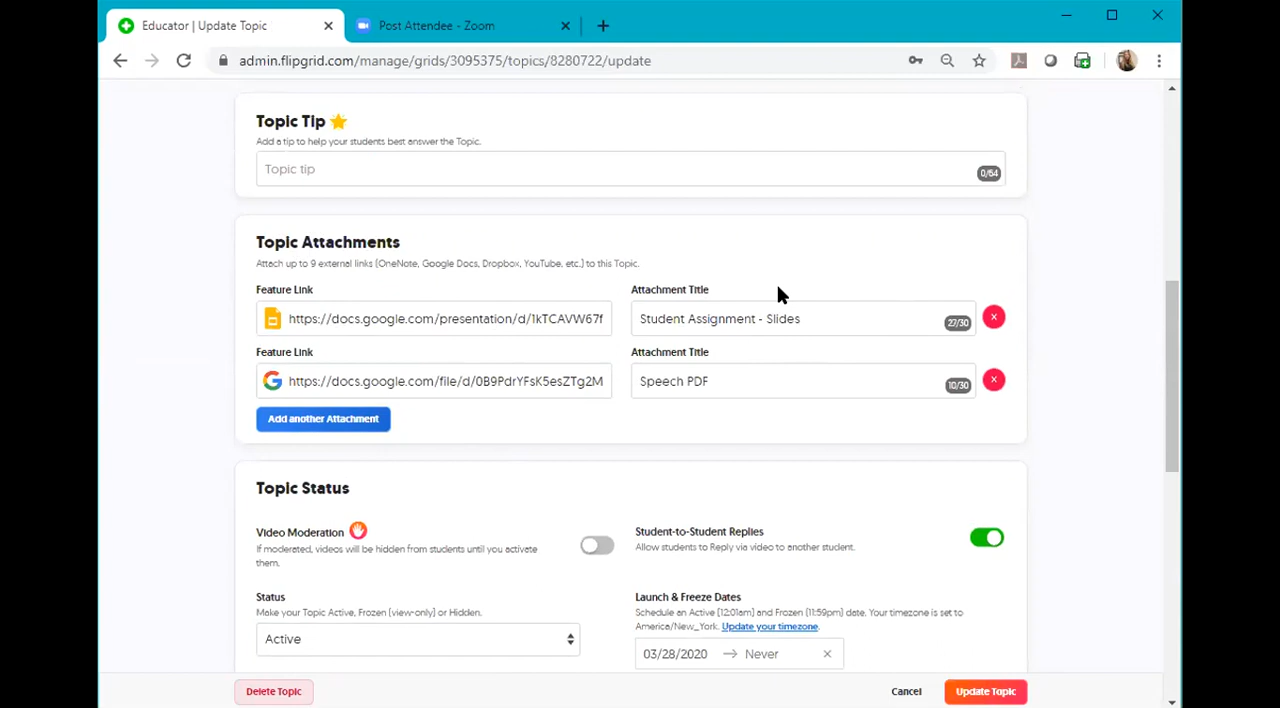 Educator | Update Topic
Post Attendee - Zoom
admin.flipgrid.com/manage/grids/3095375/topics/8280722/update
Topic Tip
Add a tip to help your students best answer the Topic.
Topic tip
0/64
Topic Attachments
Attach up to 9 external links (OneNote, Google Docs, Dropbox, YouTube, etc.) to this Topic.
Feature Link
Attachment Title
https://docs.google.com/presentation/d/1kTCAVW67f
Student Assignment - Slides
27/30
Feature Link
Attachment Title
https://docs.google.com/file/d/0B9PdrYFsK5esZTg2M
Speech PDF
10/30
Add another Attachment
Topic Status
Video Moderation
If moderated, videos will be hidden from students until you activate
them.
Student-to-Student Replies
Allow students to Reply via video to another student.
Status
Make your Topic Active, Frozen (view-only) or Hidden.
Active
Launch & Freeze Dates
Schedule an Active (12:01am) and Frozen (11:59pm) date. Your timezone is set to
America/New_York. Update your timezone.
03/28/2020
Never
Delete Topic
Cancel
Update Topic